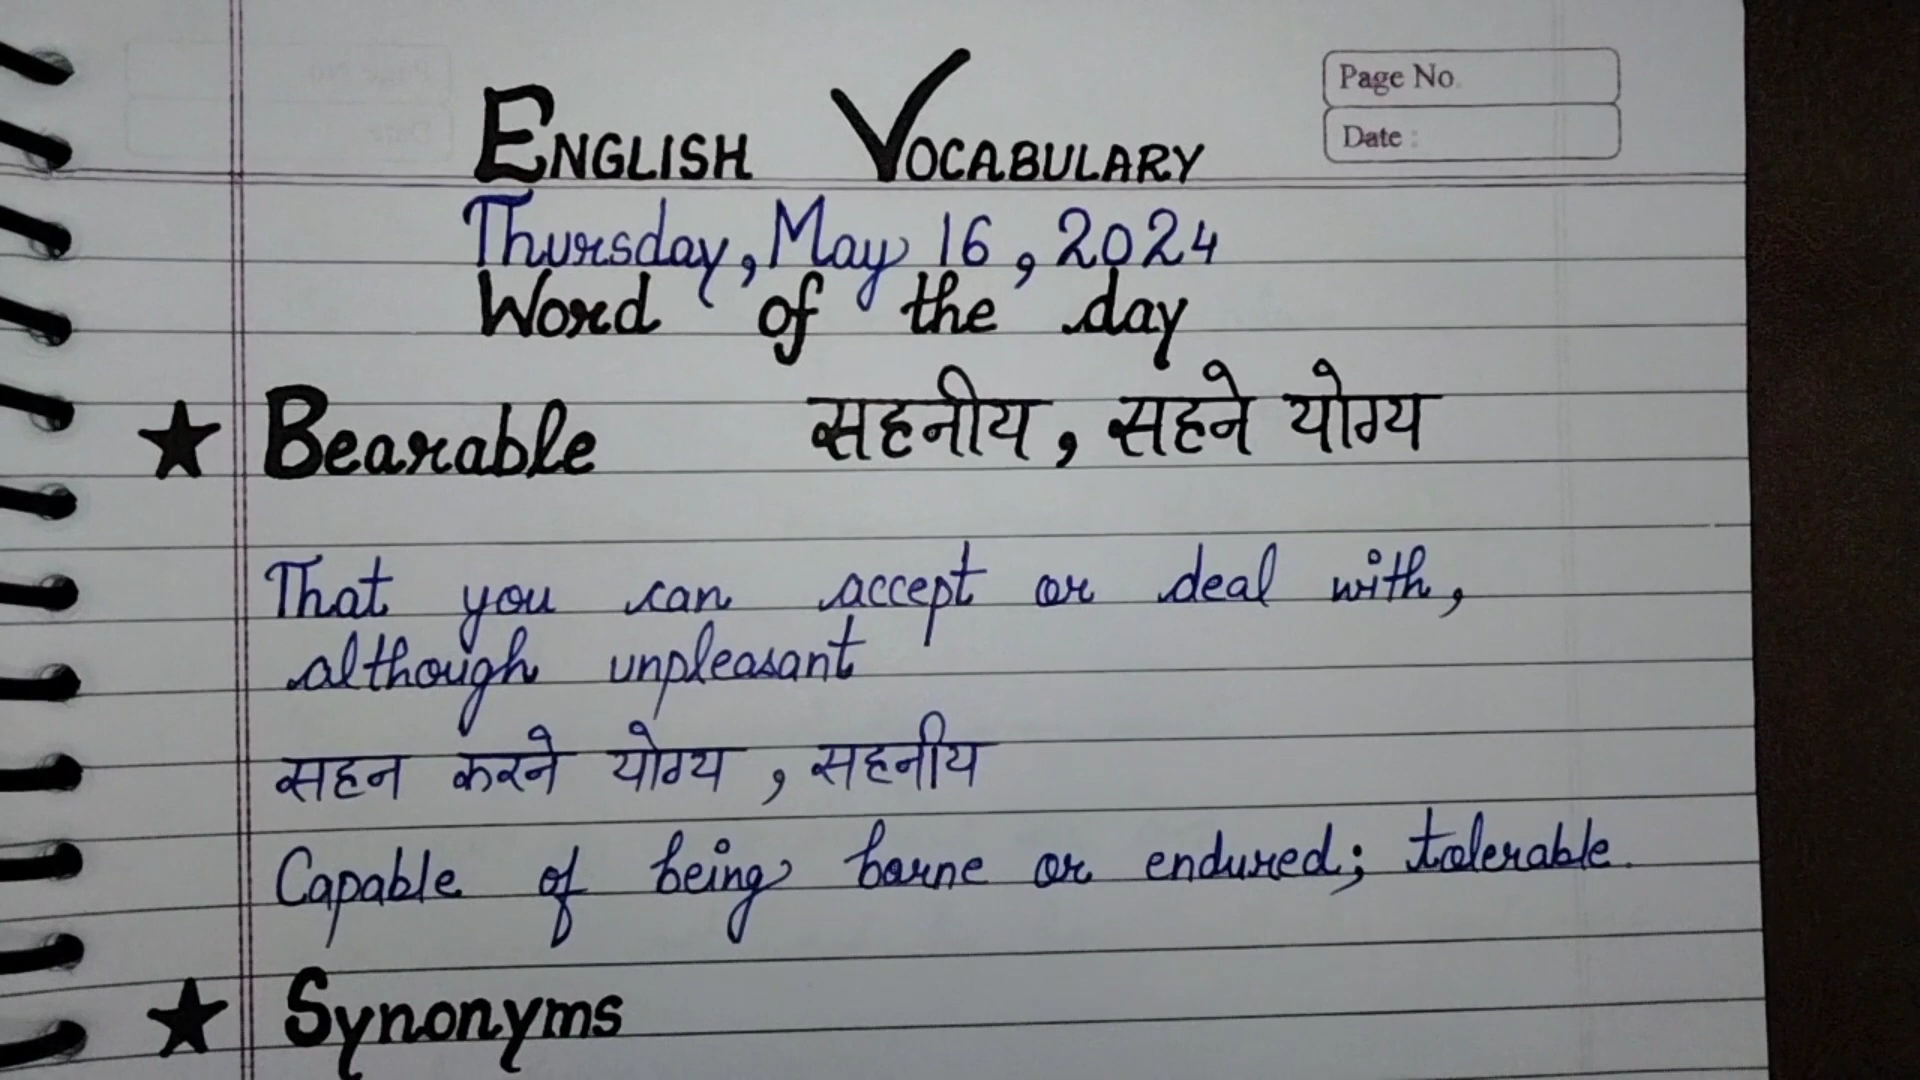 Page No.
Date :
ENGLISH VOCABULARY
Thursday, May 16, 2024
Word of the day
★ Bearable सहनीय, सहने योग्य
That you can accept or deal with,
although unpleasant
सहन करने योग्य, सहनीय
Capable of being borne or endured; tolerable.
★ Synonyms